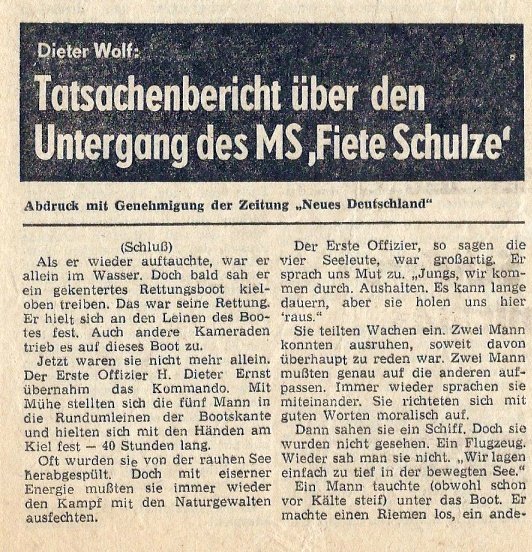 Dieter Wolf:
Tatsachenbericht über den
Untergang des MS ‚Fiete Schulze‘
Abdruck mit Genehmigung der Zeitung „Neues Deutschland“
(Schluß)
Als er wieder auftauchte, war er
allein im Wasser. Doch bald sah er
ein gekentertes Rettungsboot kiel-
oben treiben. Das war seine Rettung.
Er hielt sich an den Leinen des Boo-
tes fest. Auch andere Kameraden
trieb es auf dieses Boot zu.
Jetzt waren sie nicht mehr allein.
Der Erste Offizier H. Dieter Ernst
übernahm das Kommando. Mit
Mühe stellten sich die fünf Mann in
die Rundumleinen der Bootskante
und hielten sich mit den Händen am
Kiel fest — 40 Stunden lang.
Oft wurden sie von der rauhen See
herabgespült. Doch mit eiserner
Energie mußten sie immer wieder
den Kampf mit den Naturgewalten
ausfechten.
Der Erste Offizier, so sagen die
vier Seeleute, war großartig. Er
sprach uns Mut zu. „Jungs, wir kom-
men durch. Aushalten. Es kann lange
dauern, aber sie holen uns hier
'raus.“
Sie teilten Wachen ein. Zwei Mann
konnten ausruhen, soweit davon
überhaupt zu reden war. Zwei Mann
mußten genau auf die anderen auf-
passen. Immer wieder sprachen sie
miteinander. Sie richteten sich mit
guten Worten moralisch auf.
Dann sahen sie ein Schiff. Doch sie
wurden nicht gesehen. Ein Flugzeug.
Wieder sah man sie nicht. „Wir lagen
einfach zu tief in der bewegten See.“
Ein Mann tauchte (obwohl schon
vor Kälte steif) unter das Boot. Er
machte einen Riemen los, ein ande-